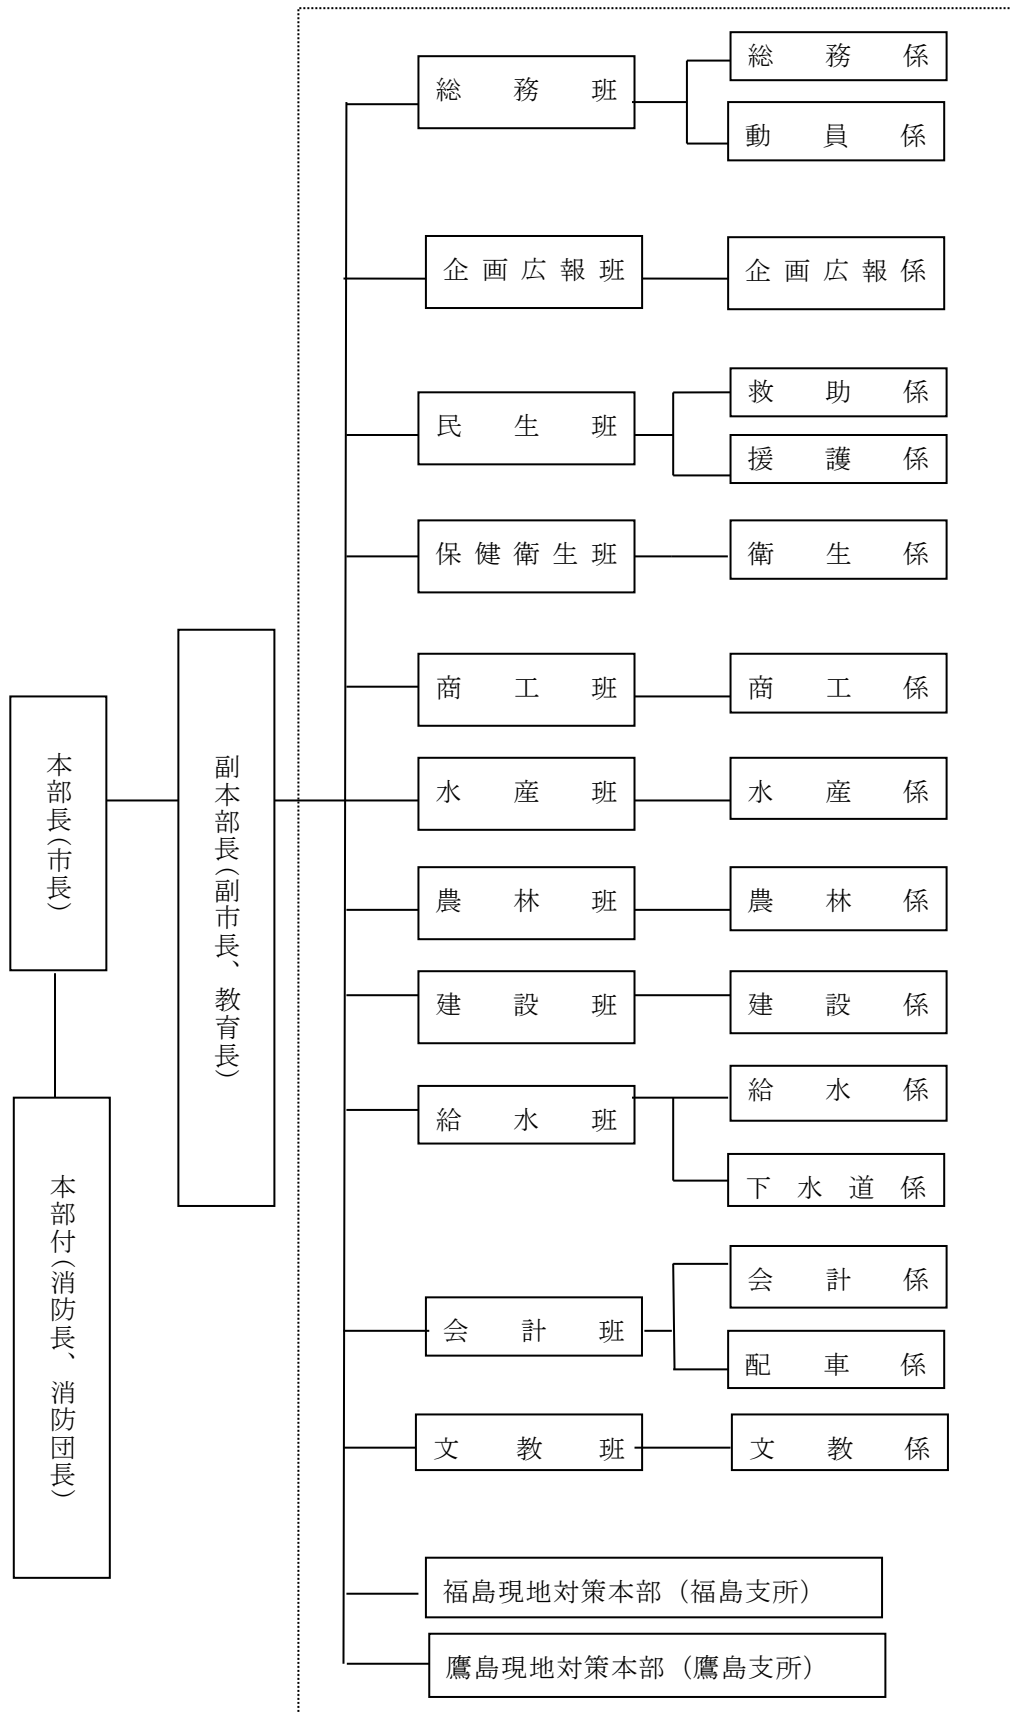 総務班
総務係
動員係
企画広報班
企画広報係
民生班
救助係
援護係
保健衛生班
衛生係
商工班
商工係
本部長(市長)
副本部長(副市長、教育長)
水産班
水産係
農林班
農林係
建設班
建設係
給水班
給水係
下水道係
本部付(消防長、消防団長)
会計班
会計係
配車係
文教班
文教係
福島現地対策本部（福島支所）
鷹島現地対策本部（鷹島支所）